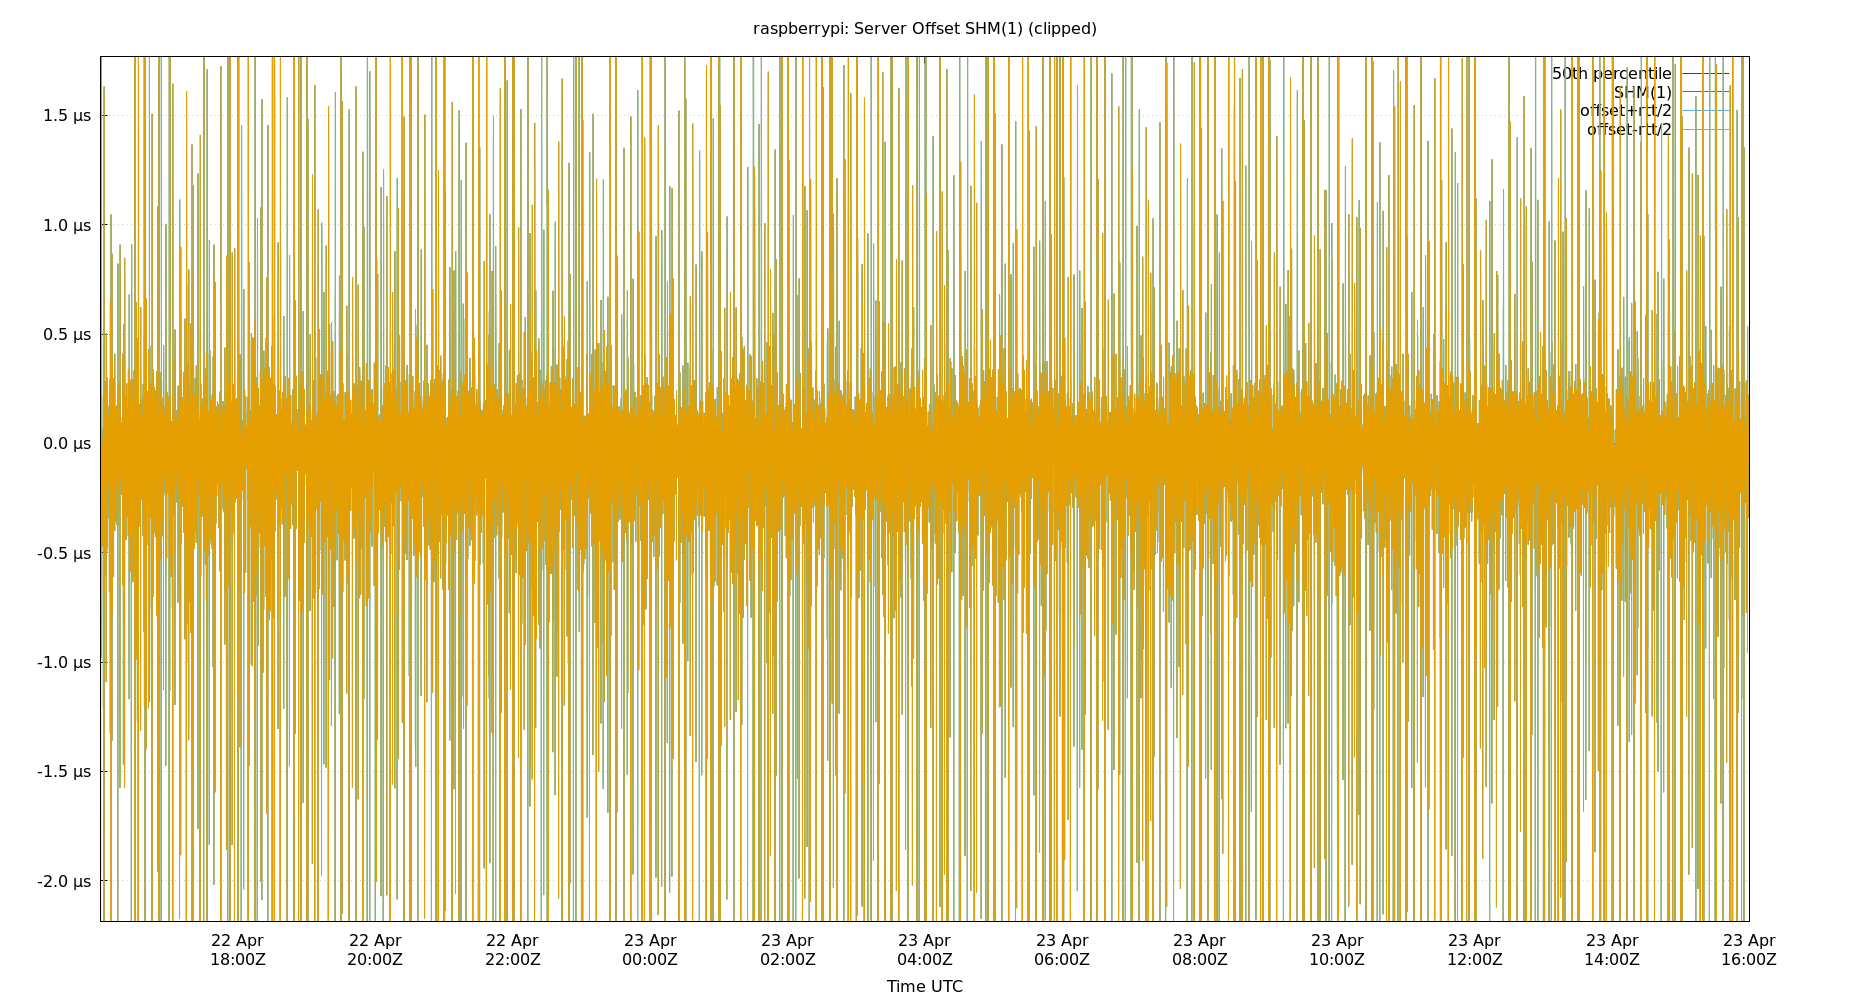 raspberrypi: Server Offset SHM(1) (clipped)
50th percentile
SHM(1)
offset+rtt/2
offset-rtt/2
1.5 µs
1.0 µs
0.5 µs
0.0 µs
-0.5 µs
-1.0 µs
-1.5 µs
-2.0 µs
22 Apr 22 Apr 22 Apr 23 Apr 23 Apr 23 Apr 23 Apr 23 Apr 23 Apr 23 Apr 23 Apr 23 Apr
18:00Z 20:00Z 22:00Z 00:00Z 02:00Z 04:00Z 06:00Z 08:00Z 10:00Z 12:00Z 14:00Z 16:00Z
Time UTC